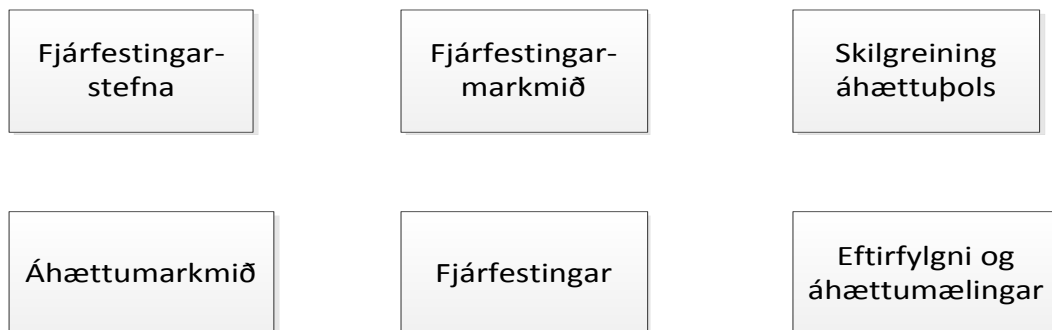 Fjárfestingar-
stefna
Fjárfestingar-
markmið
Skilgreining
áhættuþols
Áhættumarkmið
Fjárfestingar
Eftirfylgni og
áhættumælingar